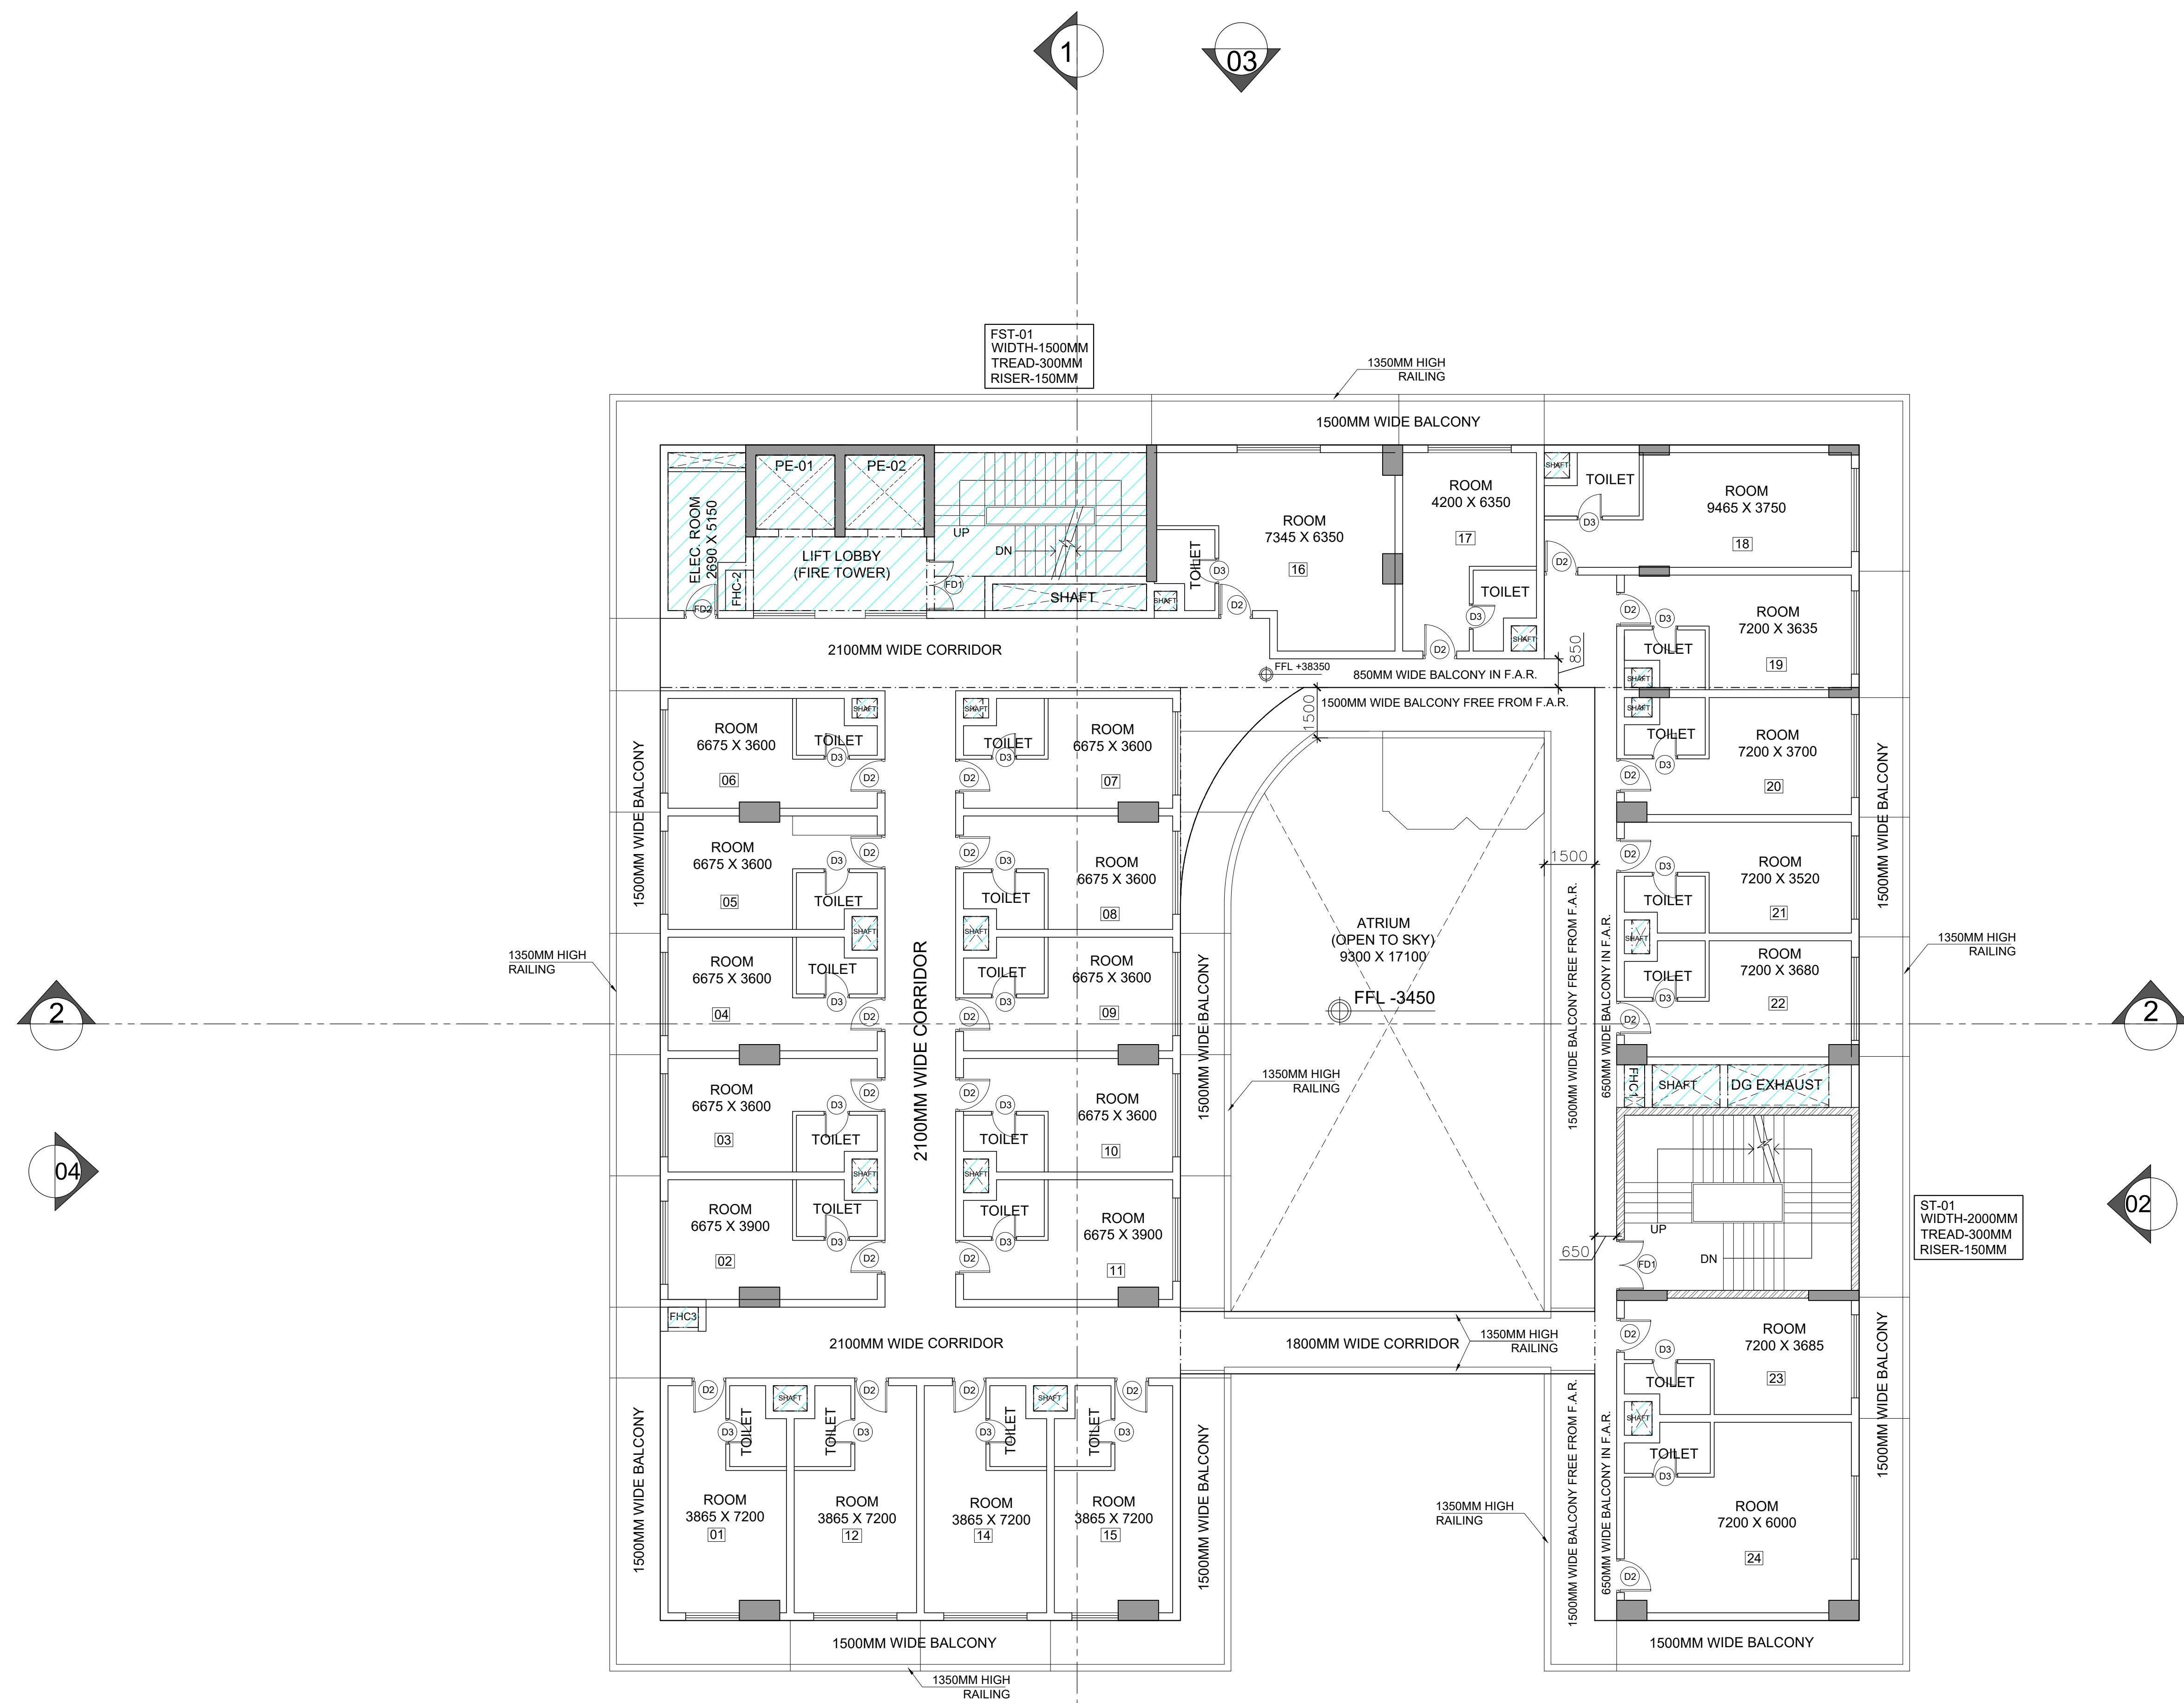 1
03
FST-01
WIDTH-1500MM
TREAD-300MM
RISER-150MM
1350MM HIGH
RAILING
1500MM WIDE BALCONY
PE-01
PE-02
ELEC. ROOM
2690 X 5150
FHC-2
FD2
LIFT LOBBY
(FIRE TOWER)
UP
DN
FD1
SHAFT
SHAFT
TOILET
D3
D2
ROOM
7345 X 6350
16
ROOM
4200 X 6350
17
TOILET
D3
SHAFT
D2
SHAFT
TOILET
D3
D2
ROOM
9465 X 3750
18
2100MM WIDE CORRIDOR
FFL +38350
850MM WIDE BALCONY IN F.A.R.
850
1500MM WIDE BALCONY FREE FROM F.A.R.
1500
D2
D3
TOILET
SHAFT
ROOM
7200 X 3635
19
SHAFT
TOILET
D3
D2
ROOM
7200 X 3700
20
1500MM WIDE BALCONY
ROOM
6675 X 3600
06
SHAFT
TOILET
D3
D2
SHAFT
TOILET
D3
D2
ROOM
6675 X 3600
07
1500MM WIDE BALCONY
ROOM
6675 X 3600
05
D3
D2
TOILET
SHAFT
D2
D3
TOILET
SHAFT
ROOM
6675 X 3600
08
1500
D2
D3
TOILET
SHAFT
ROOM
7200 X 3520
21
ATRIUM
(OPEN TO SKY)
9300 X 17100
FFL -3450
1350MM HIGH
RAILING
1350MM HIGH
RAILING
ROOM
6675 X 3600
04
TOILET
D3
D2
2100MM WIDE CORRIDOR
TOILET
D3
D2
ROOM
6675 X 3600
09
1500MM WIDE BALCONY
1500MM WIDE BALCONY FREE FROM F.A.R.
650MM WIDE BALCONY IN F.A.R.
TOILET
D3
D2
ROOM
7200 X 3680
22
2
2
1350MM HIGH
RAILING
ROOM
6675 X 3600
03
D3
D2
TOILET
SHAFT
D2
D3
TOILET
SHAFT
ROOM
6675 X 3600
10
FHC-1
SHAFT
DG EXHAUST
04
02
ST-01
WIDTH-2000MM
TREAD-300MM
RISER-150MM
ROOM
6675 X 3900
02
TOILET
D3
D2
TOILET
D3
D2
ROOM
6675 X 3900
11
650
UP
DN
FD1
FHC3
2100MM WIDE CORRIDOR
1800MM WIDE CORRIDOR
1350MM HIGH
RAILING
D2
D3
TOILET
ROOM
7200 X 3685
23
1500MM WIDE BALCONY
D2
SHAFT
D2
D2
SHAFT
D2
D3
TOILET
TOILET
D3
D3
TOILET
TOILET
D3
SHAFT
TOILET
D3
1500MM WIDE BALCONY
ROOM
3865 X 7200
01
ROOM
3865 X 7200
12
ROOM
3865 X 7200
14
ROOM
3865 X 7200
15
1500MM WIDE BALCONY
1350MM HIGH
RAILING
1500MM WIDE BALCONY FREE FROM F.A.R.
650MM WIDE BALCONY IN F.A.R.
ROOM
7200 X 6000
24
D2
1500MM WIDE BALCONY
1500MM WIDE BALCONY
1350MM HIGH
RAILING